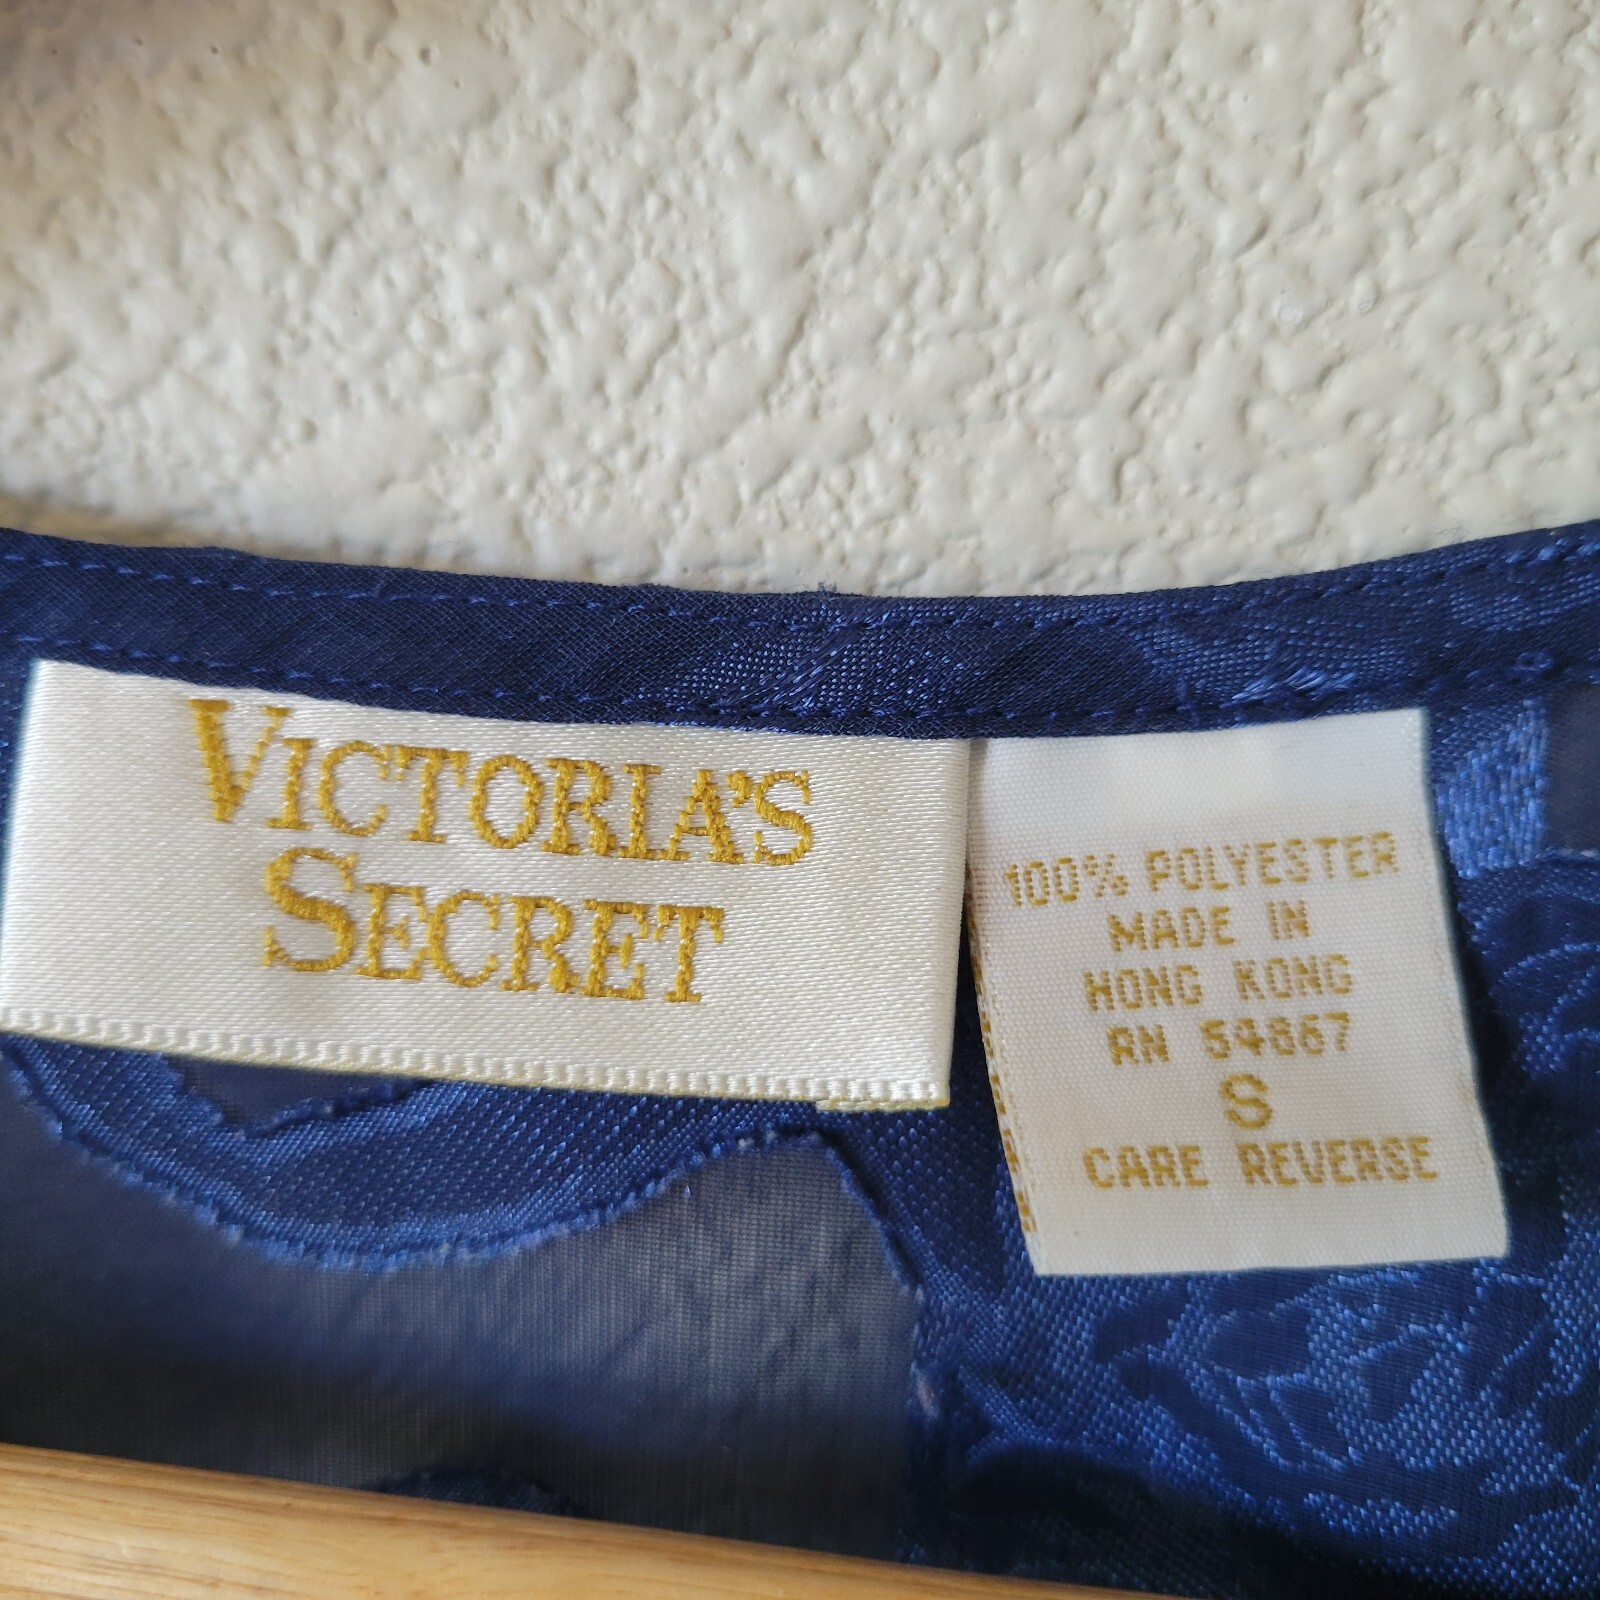 VICTORIA'S
SECRET
100% POLYESTER
MADE IN
HONG KONG
RN 54867
S
CARE REVERSE